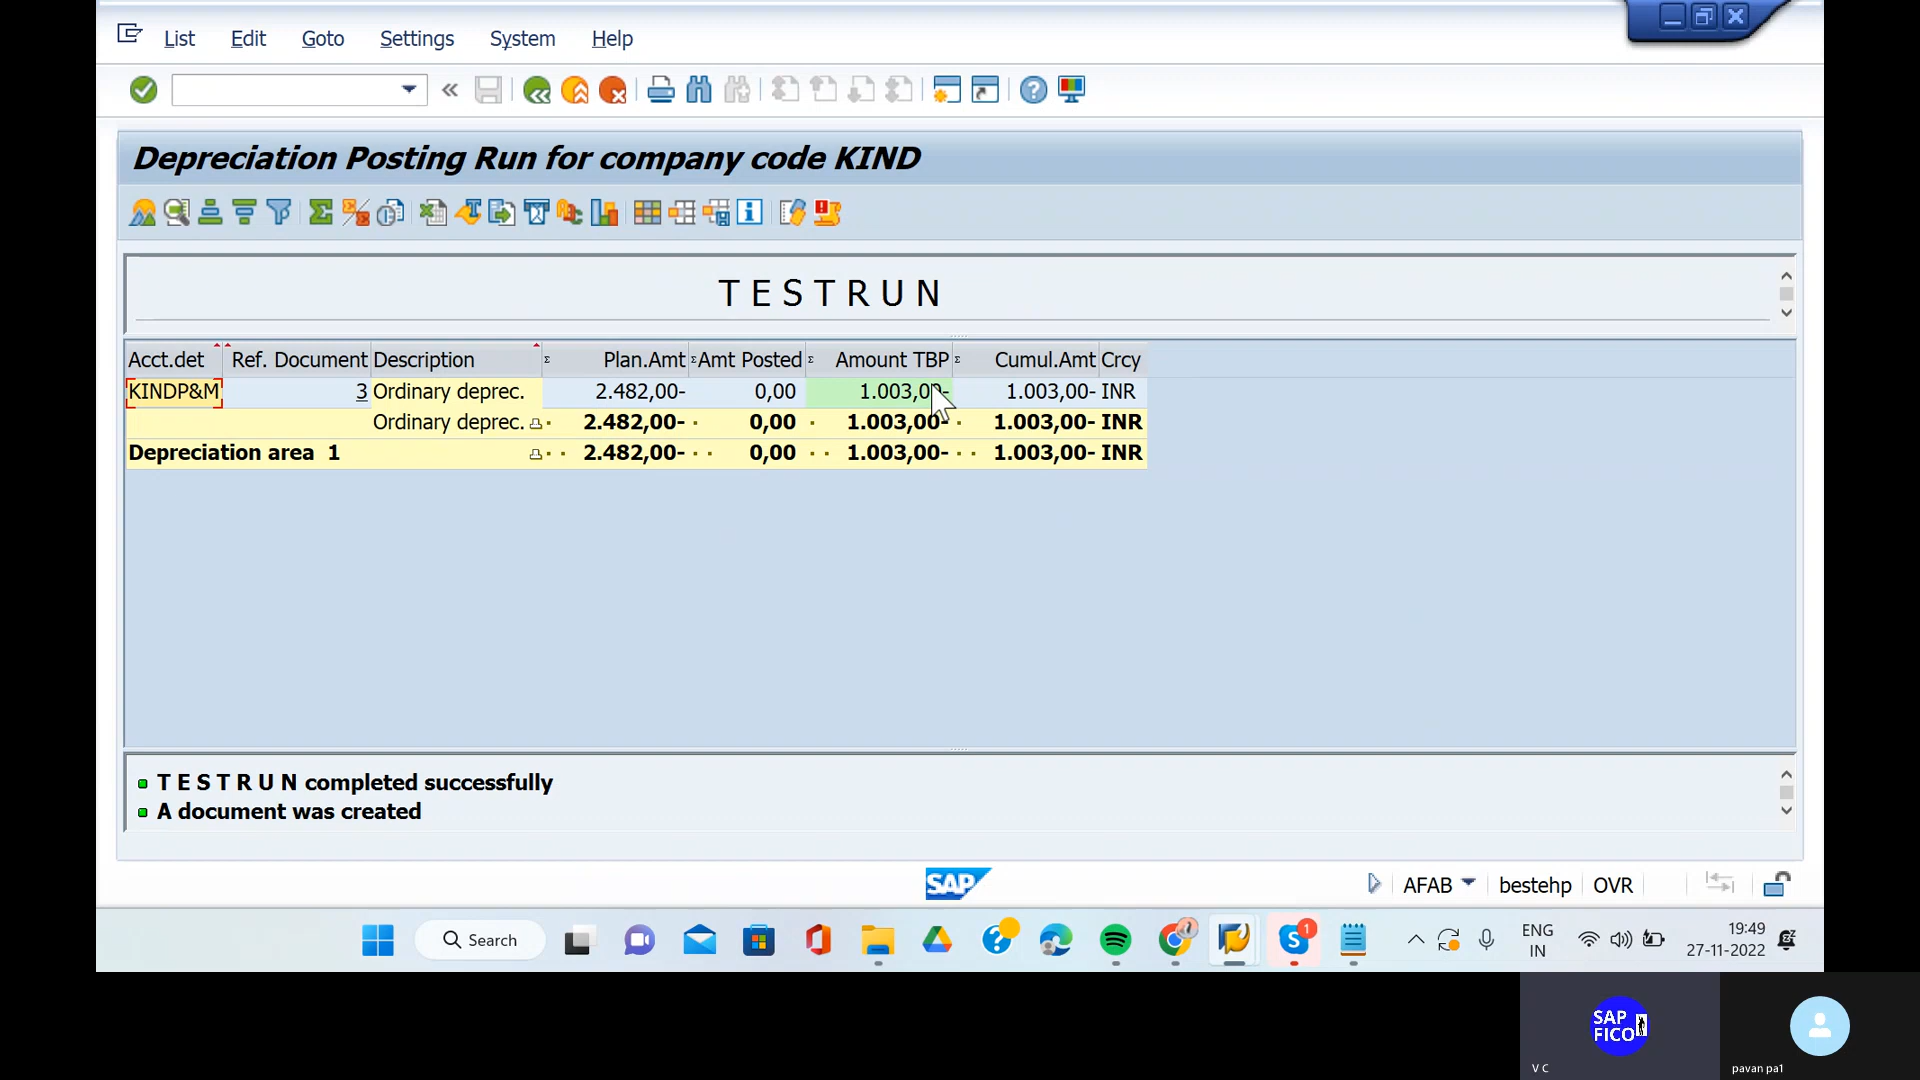 List Edit Goto Settings System Help
Depreciation Posting Run for company code KIND
T E S T R U N
Acct.det Ref. Document Description Plan.Amt Amt Posted Amount TBP Cumul.Amt Crcy
KINDP&M 3 Ordinary deprec. 2.482,00- 0,00 1.003,00- 1.003,00- INR
Ordinary deprec. 2.482,00- 0,00 1.003,00- 1.003,00- INR
Depreciation area 1 2.482,00- 0,00 1.003,00- 1.003,00- INR
T E S T R U N completed successfully
A document was created
SAP AFAB bestehp OVR
Search 1 ENG IN 19:49 27-11-2022
SAP FICO
V C pavan pa1